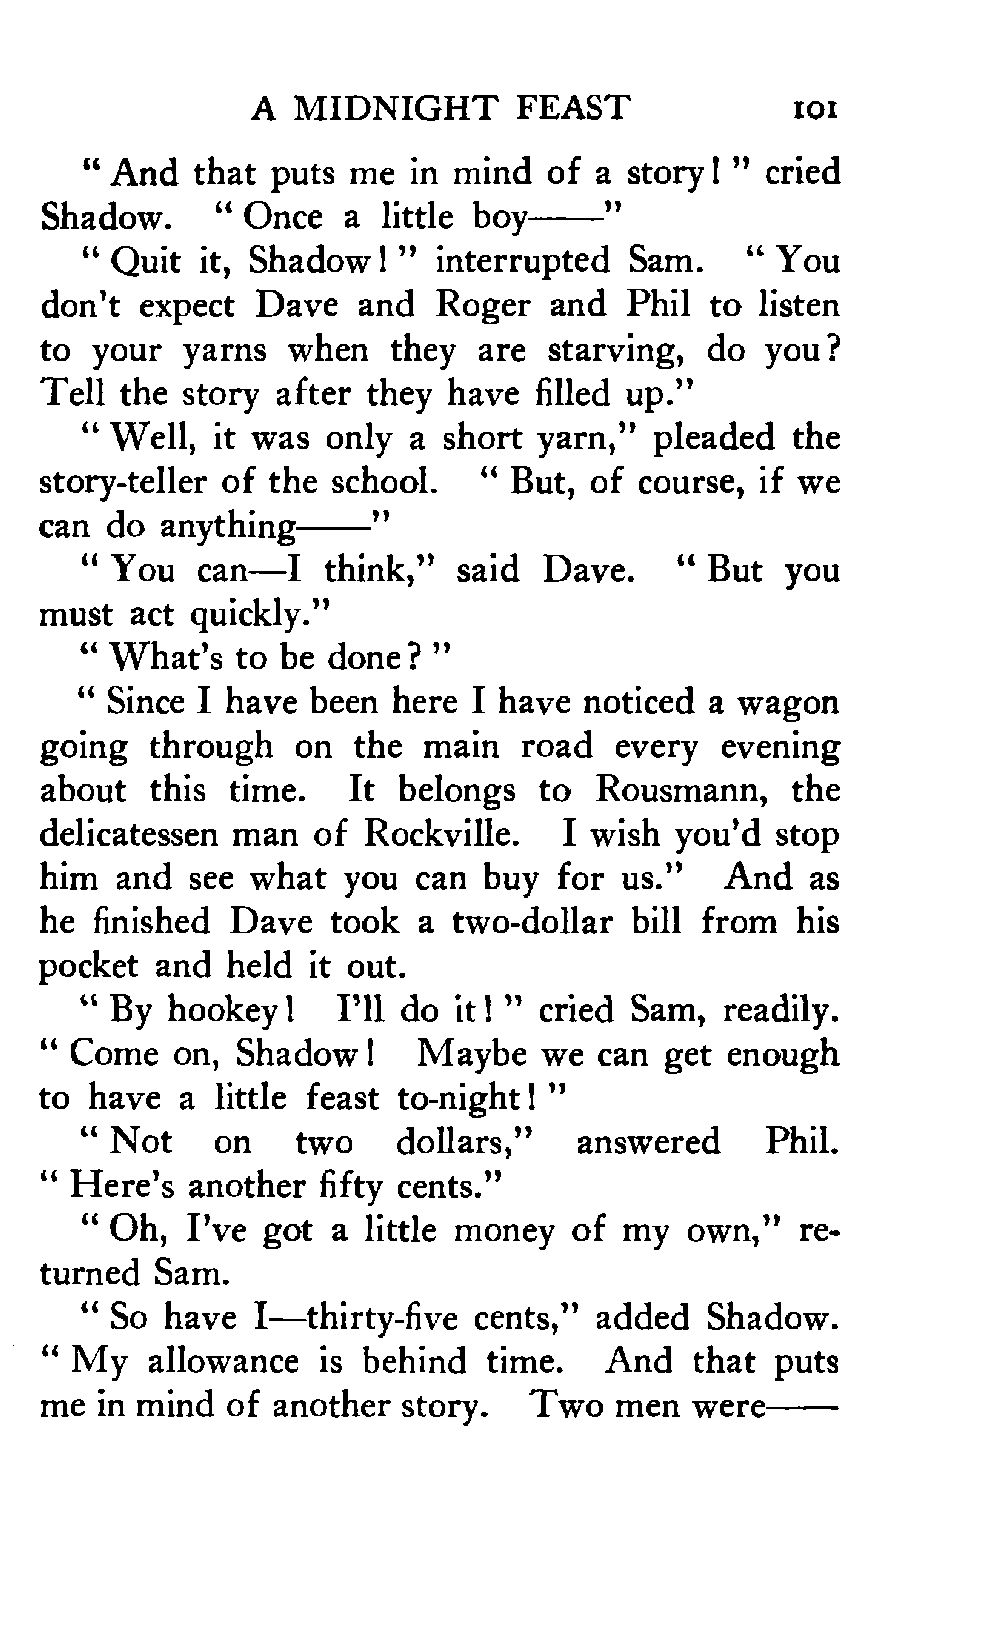 A MIDNIGHT FEAST 101
" And that puts me in mind of a story! " cried
Shadow. " Once a little boy——"
" Quit it, Shadow! " interrupted Sam. " You
don't expect Dave and Roger and Phil to listen
to your yarns when they are starving, do you?
Tell the story after they have filled up."
" Well, it was only a short yarn," pleaded the
story-teller of the school. " But, of course, if we
can do anything——"
" You can—I think," said Dave. " But you
must act quickly."
" What's to be done? "
" Since I have been here I have noticed a wagon
going through on the main road every evening
about this time. It belongs to Rousmann, the
delicatessen man of Rockville. I wish you'd stop
him and see what you can buy for us." And as
he finished Dave took a two-dollar bill from his
pocket and held it out.
" By hookey! I'll do it! " cried Sam, readily.
" Come on, Shadow! Maybe we can get enough
to have a little feast to-night! "
" Not on two dollars," answered Phil.
" Here's another fifty cents."
" Oh, I've got a little money of my own," re-
turned Sam.
" So have I—thirty-five cents," added Shadow.
" My allowance is behind time. And that puts
me in mind of another story. Two men were——